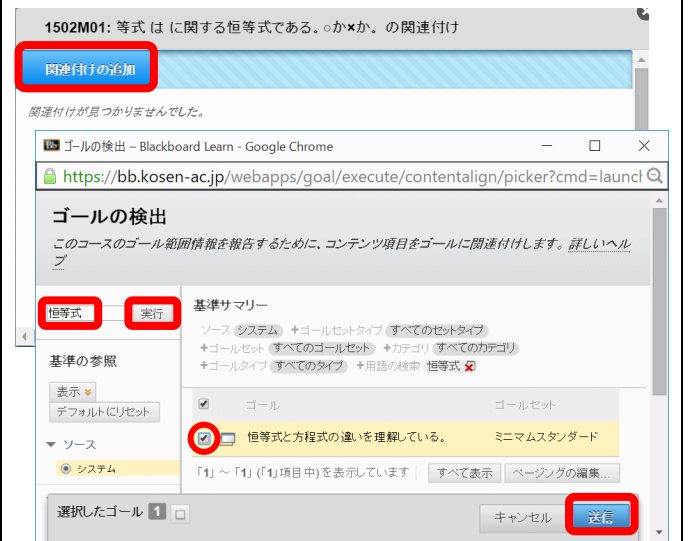 1502M01: 等式 は に関する恒等式である。○か×か。 の関連付け
関連付けの追加
関連付けが見つかりませんでした。
Bb ゴールの検出 – Blackboard Learn - Google Chrome
https://bb.kosen-ac.jp/webapps/goal/execute/contentalign/picker?cmd=launch
ゴールの検出
このコースのゴール範囲情報を報告するために、コンテンツ項目をゴールに関連付けします。 詳しいヘル
プ
恒等式 実行
基準の参照
表示
デフォルトにリセット
ソース
システム
基準サマリー
ソース システム +ゴールセットタイプ すべてのセットタイプ
+ゴールセット すべてのゴールセット +カテゴリ すべてのカテゴリ
+ゴールタイプ すべてのタイプ +用語の検索 恒等式
ゴール ゴールセット
恒等式と方程式の違いを理解している。 ミニマムスタンダード
「1」 ~ 「1」 (「1」項目中) を表示しています すべて表示 ページングの編集...
選択したゴール 1
キャンセル 送信